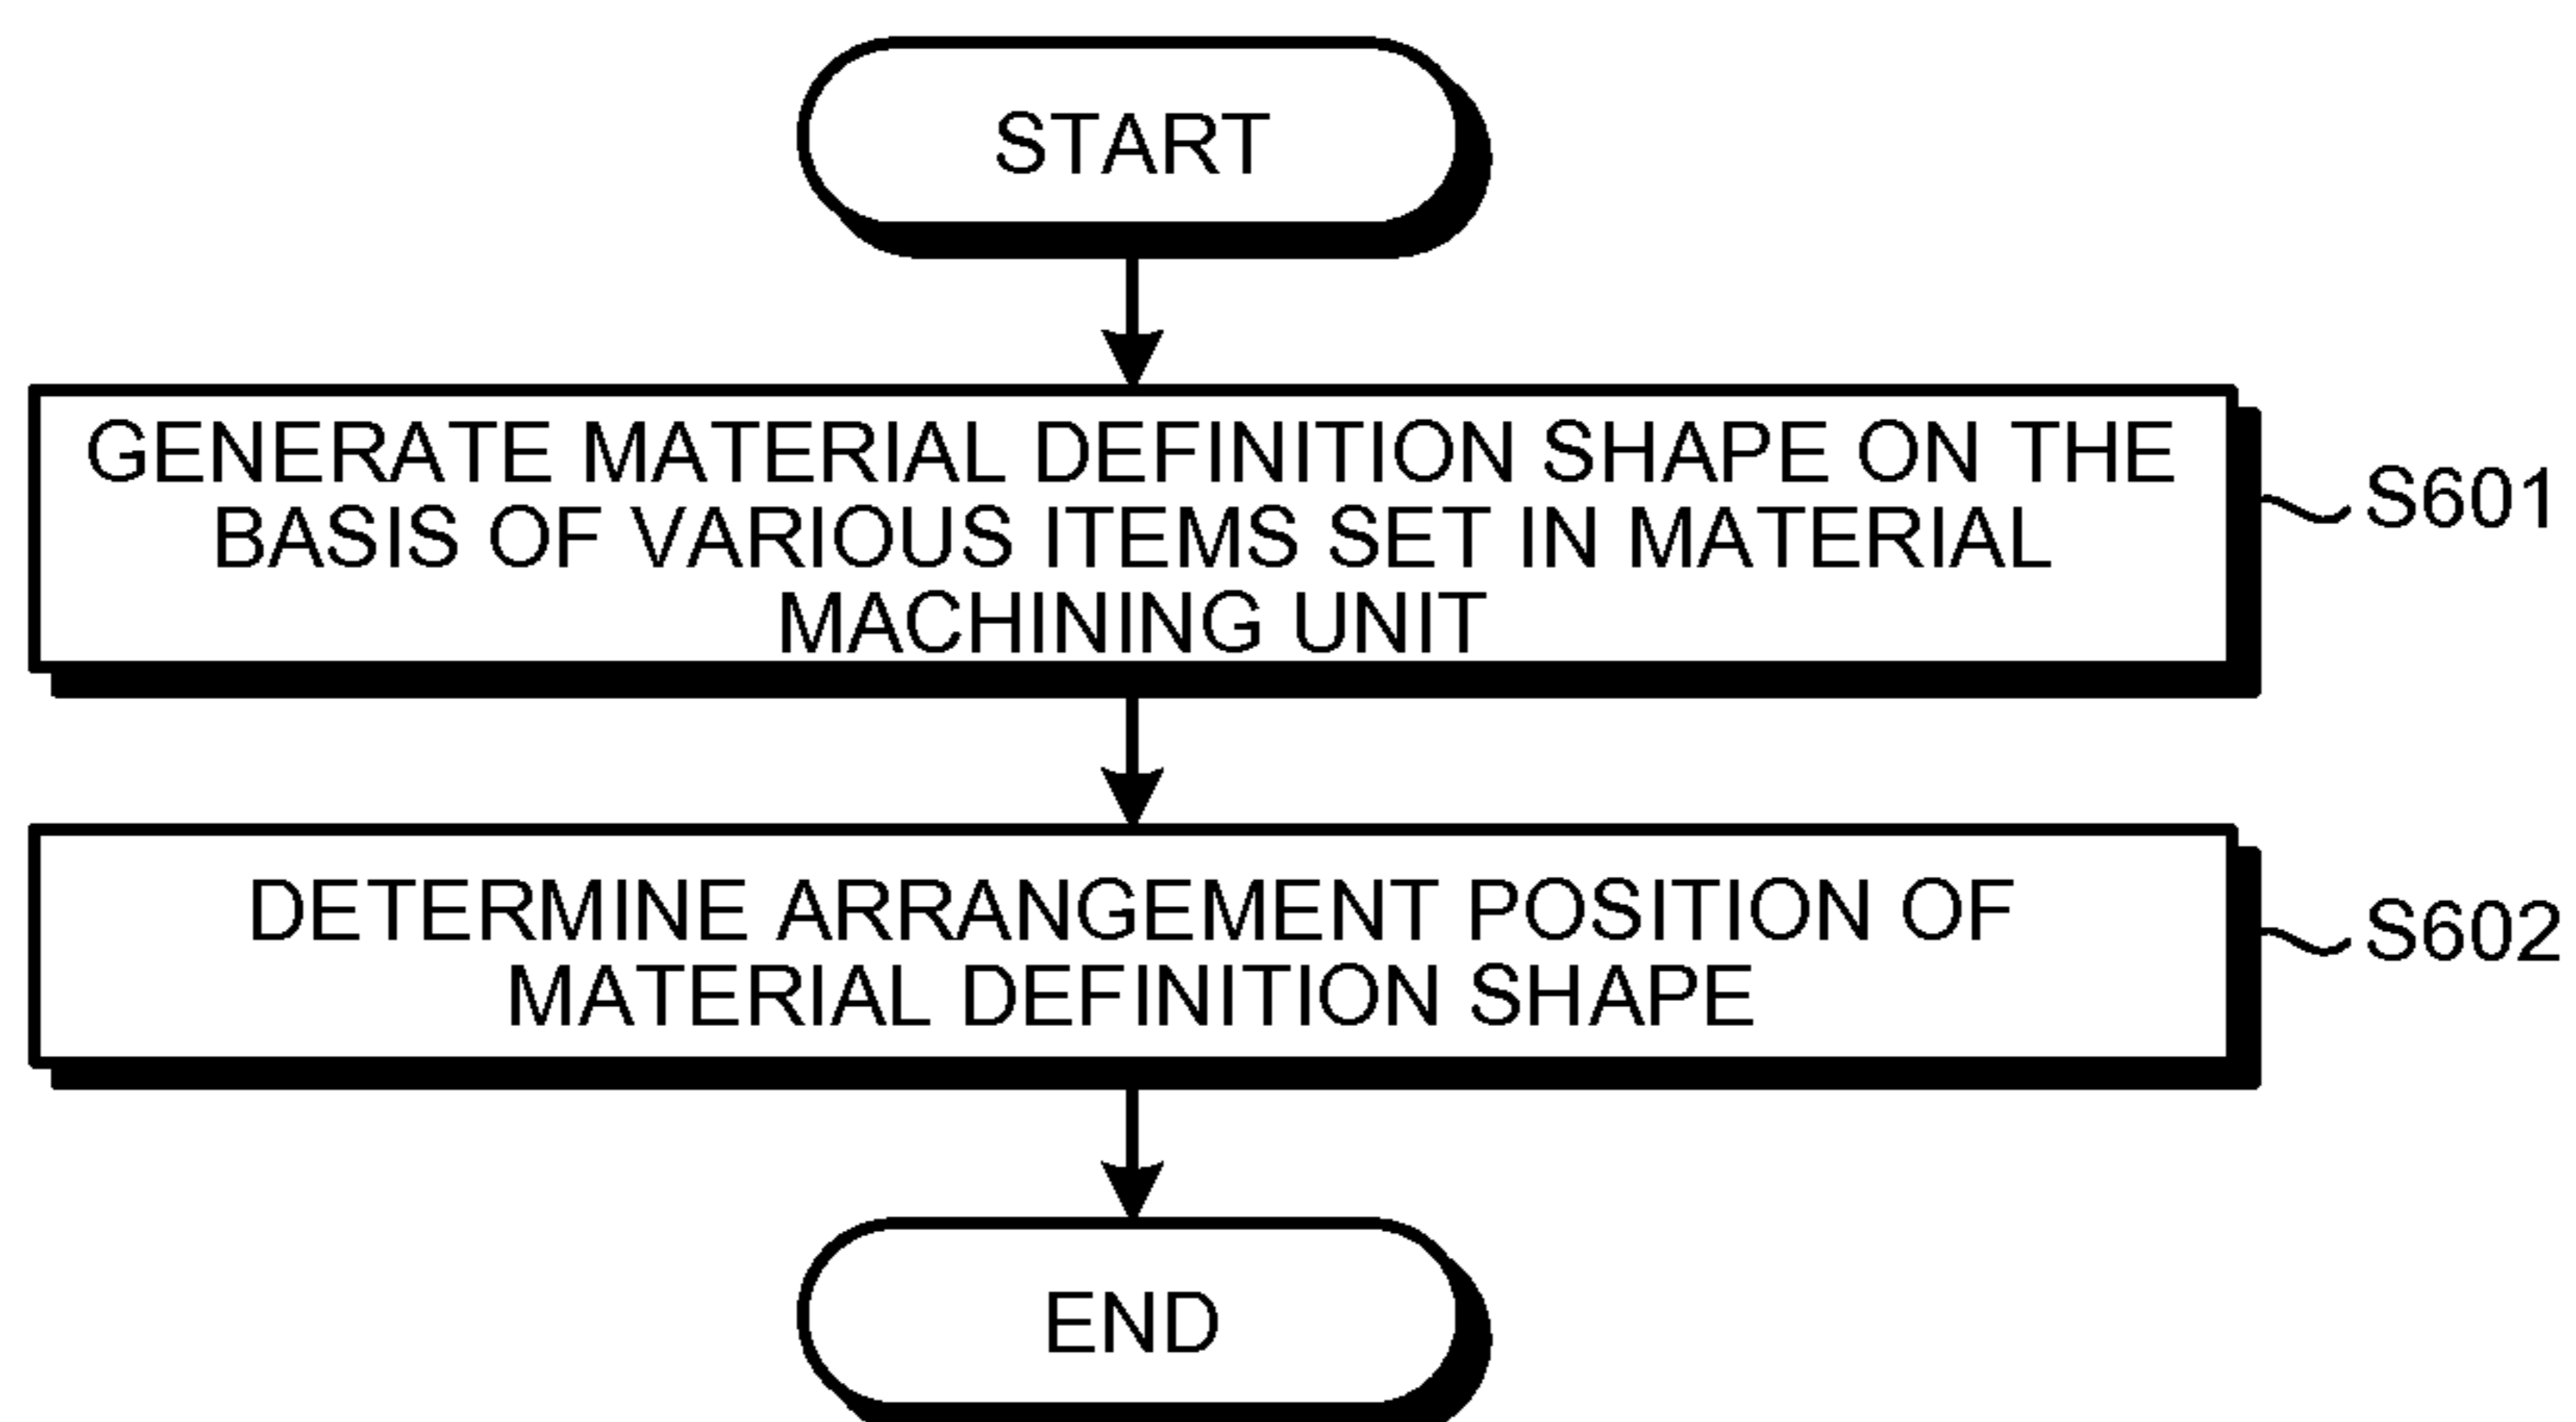 START
GENERATE MATERIAL DEFINITION SHAPE ON THE
BASIS OF VARIOUS ITEMS SET IN MATERIAL
MACHINING UNIT
S601
DETERMINE ARRANGEMENT POSITION OF
MATERIAL DEFINITION SHAPE
S602
END